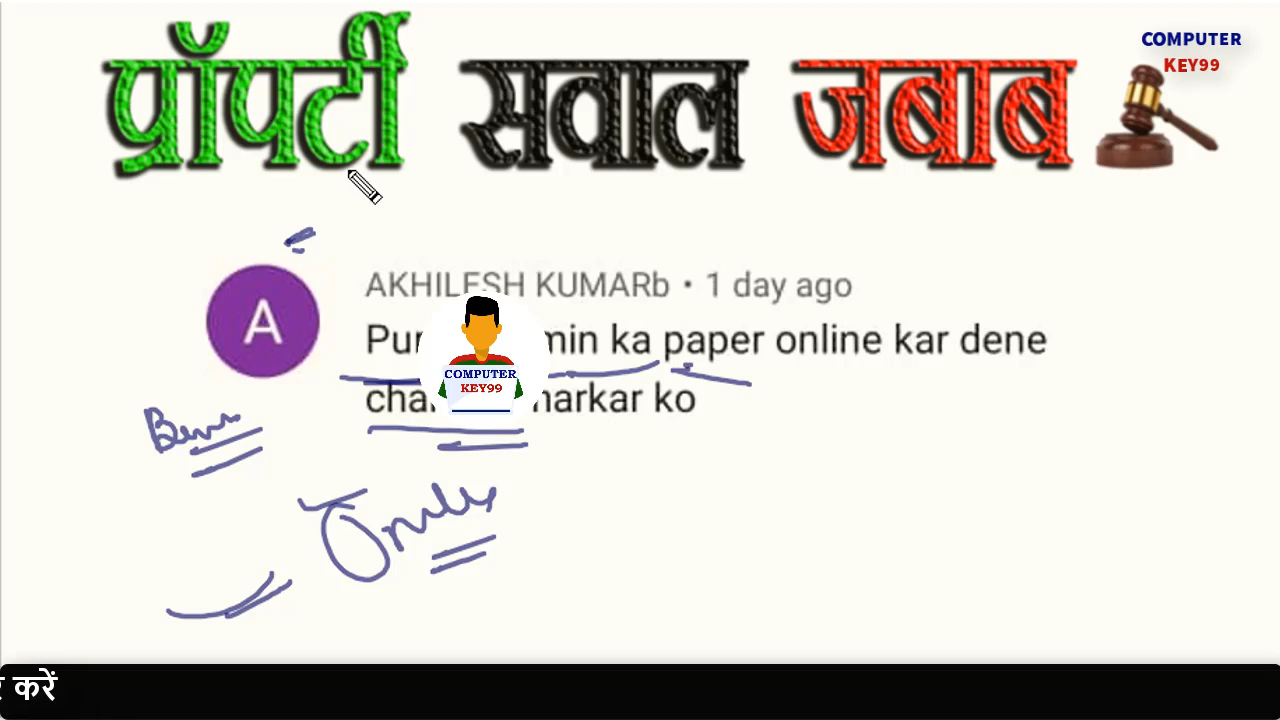 प्रॉपर्टी सवाल जबाब
COMPUTER
KEY99
AKHILESH KUMARb • 1 day ago
Pur min ka paper online kar dene
cha arkar ko
COMPUTER
KEY99
करें